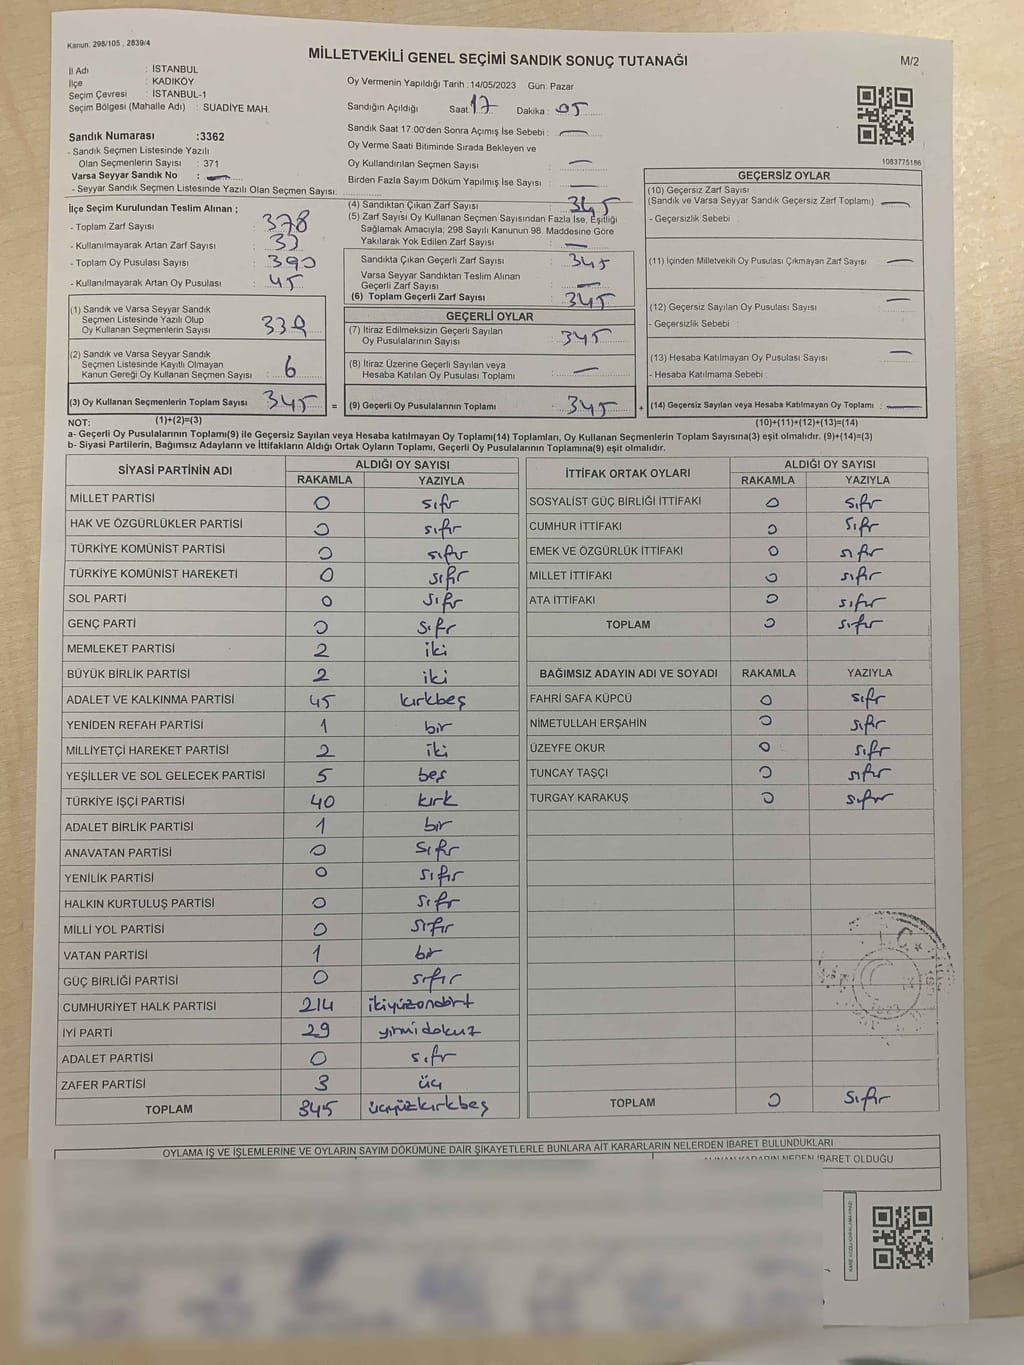 Kanun: 298/105 , 2839/4
MİLLETVEKİLİ GENEL SEÇİMİ SANDIK SONUÇ TUTANAĞI
M/2
İl Adı : İSTANBUL
İlçe : KADIKÖY
Seçim Çevresi : İSTANBUL-1
Seçim Bölgesi (Mahalle Adı) : SUADİYE MAH.
Oy Vermenin Yapıldığı Tarih :14/05/2023 Gün: Pazar
Sandığın Açıldığı Saat: 17 Dakika : 05
Sandık Numarası :3362
- Sandık Seçmen Listesinde Yazılı
Olan Seçmenlerin Sayısı : 371
Varsa Seyyar Sandık No : —
- Seyyar Sandık Seçmen Listesinde Yazılı Olan Seçmen Sayısı:
Sandık Saat 17:00'den Sonra Açımış İse Sebebi : —
Oy Verme Saati Bitiminde Sırada Bekleyen ve
Oy Kullandırılan Seçmen Sayısı : —
Birden Fazla Sayım Döküm Yapılmış İse Sayısı : —
1083775186
İlçe Seçim Kurulundan Teslim Alınan ;
- Toplam Zarf Sayısı : 378
- Kullanılmayarak Artan Zarf Sayısı : 33
- Toplam Oy Pusulası Sayısı : 390
- Kullanılmayarak Artan Oy Pusulası : 45
(1) Sandık ve Varsa Seyyar Sandık
Seçmen Listesinde Yazılı Olup
Oy Kullanan Seçmenlerin Sayısı : 339
(2) Sandık ve Varsa Seyyar Sandık
Seçmen Listesinde Kayıtlı Olmayan
Kanun Gereği Oy Kullanan Seçmen Sayısı : 6
(3) Oy Kullanan Seçmenlerin Toplam Sayısı : 345
(4) Sandıktan Çıkan Zarf Sayısı : 345
(5) Zarf Sayısı Oy Kullanan Seçmen Sayısından Fazla İse, Eşitliği
Sağlamak Amacıyla; 298 Sayılı Kanunun 98. Maddesine Göre
Yakılarak Yok Edilen Zarf Sayısı : —
Sandıkta Çıkan Geçerli Zarf Sayısı : 345
Varsa Seyyar Sandıktan Teslim Alınan
Geçerli Zarf Sayısı : —
(6) Toplam Geçerli Zarf Sayısı : 345
GEÇERLİ OYLAR
(7) İtiraz Edilmeksizin Geçerli Sayılan
Oy Pusulalarının Sayısı : 345
(8) İtiraz Üzerine Geçerli Sayılan veya
Hesaba Katılan Oy Pusulası Toplamı : —
= (9) Geçerli Oy Pusulalarının Toplamı : 345
GEÇERSİZ OYLAR
(10) Geçersiz Zarf Sayısı
(Sandık ve Varsa Seyyar Sandık Geçersiz Zarf Toplamı) : —
- Geçersizlik Sebebi :
(11) İçinden Milletvekili Oy Pusulası Çıkmayan Zarf Sayısı : —
(12) Geçersiz Sayılan Oy Pusulası Sayısı : —
- Geçersizlik Sebebi :
(13) Hesaba Katılmayan Oy Pusulası Sayısı : —
- Hesaba Katılmama Sebebi :
+ (14) Geçersiz Sayılan veya Hesaba Katılmayan Oy Toplamı : —
NOT: (1)+(2)=(3)
(10)+(11)+(12)+(13)=(14)
a- Geçerli Oy Pusulalarının Toplamı(9) ile Geçersiz Sayılan veya Hesaba katılmayan Oy Toplamı(14) Toplamları, Oy Kullanan Seçmenlerin Toplam Sayısına(3) eşit olmalıdır. (9)+(14)=(3)
b- Siyasi Partilerin, Bağımsız Adayların ve İttifakların Aldığı Ortak Oyların Toplamı, Geçerli Oy Pusulalarının Toplamına(9) eşit olmalıdır.
SİYASİ PARTİNİN ADI ALDIĞI OY SAYISI
RAKAMLA YAZIYLA
MİLLET PARTİSİ 0 sıfır
HAK VE ÖZGÜRLÜKLER PARTİSİ 0 sıfır
TÜRKİYE KOMÜNİST PARTİSİ 0 sıfır
TÜRKİYE KOMÜNİST HAREKETİ 0 sıfır
SOL PARTİ 0 sıfır
GENÇ PARTİ 0 sıfır
MEMLEKET PARTİSİ 2 iki
BÜYÜK BİRLİK PARTİSİ 2 iki
ADALET VE KALKINMA PARTİSİ 45 kırkbeş
YENİDEN REFAH PARTİSİ 1 bir
MİLLİYETÇİ HAREKET PARTİSİ 2 iki
YEŞİLLER VE SOL GELECEK PARTİSİ 5 beş
TÜRKİYE İŞÇİ PARTİSİ 40 kırk
ADALET BİRLİK PARTİSİ 1 bir
ANAVATAN PARTİSİ 0 sıfır
YENİLİK PARTİSİ 0 sıfır
HALKIN KURTULUŞ PARTİSİ 0 sıfır
MİLLİ YOL PARTİSİ 0 sıfır
VATAN PARTİSİ 1 bir
GÜÇ BİRLİĞİ PARTİSİ 0 sıfır
CUMHURİYET HALK PARTİSİ 214 ikiyüzondört
İYİ PARTİ 29 yirmidokuz
ADALET PARTİSİ 0 sıfır
ZAFER PARTİSİ 3 üç
TOPLAM 345 üçyüzkırkbeş
İTTİFAK ORTAK OYLARI ALDIĞI OY SAYISI
RAKAMLA YAZIYLA
SOSYALİST GÜÇ BİRLİĞİ İTTİFAKI 0 sıfır
CUMHUR İTTİFAKI 0 sıfır
EMEK VE ÖZGÜRLÜK İTTİFAKI 0 sıfır
MİLLET İTTİFAKI 0 sıfır
ATA İTTİFAKI 0 sıfır
TOPLAM 0 sıfır
BAĞIMSIZ ADAYIN ADI VE SOYADI RAKAMLA YAZIYLA
FAHRİ SAFA KÜPCÜ 0 sıfır
NİMETULLAH ERŞAHİN 0 sıfır
ÜZEYFE OKUR 0 sıfır
TUNCAY TAŞÇI 0 sıfır
TURGAY KARAKUŞ 0 sıfır
T.C.
TOPLAM 0 sıfır
OYLAMA İŞ VE İŞLEMLERİNE VE OYLARIN SAYIM DÖKÜMÜNE DAİR ŞİKAYETLERLE BUNLARA AİT KARARLARIN NELERDEN İBARET BULUNDUKLARI
KARARIN NEDEN İBARET OLDUĞU